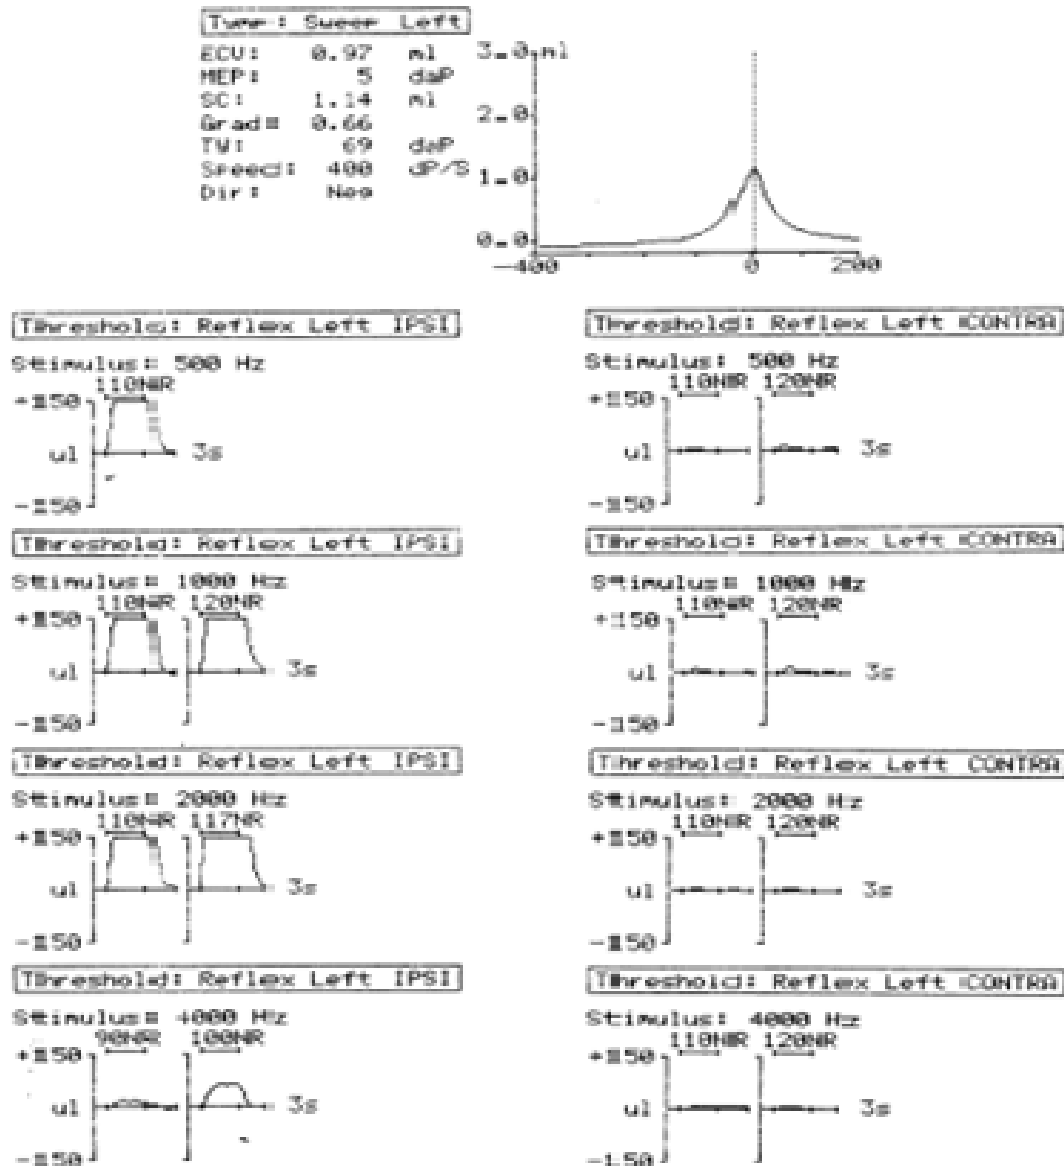 Tymp: Sweep Left
ECV: 0.97 ml
MEP: 5 daP
SC: 1.14 ml
Grad: 0.66
TW: 69 daP
Speed: 400 dP/S
Dir: Neg
3.0 ml
2.0
1.0
0.0
-400 0 200
Threshold: Reflex Left IPSI
Stimulus: 500 Hz
110NR
+150
ul 3s
-150
Threshold: Reflex Left CONTRA
Stimulus: 500 Hz
110NR 120NR
+150
ul 3s
-150
Threshold: Reflex Left IPSI
Stimulus: 1000 Hz
110NR 120NR
+150
ul 3s
-150
Threshold: Reflex Left CONTRA
Stimulus: 1000 Hz
110NR 120NR
+150
ul 3s
-150
Threshold: Reflex Left IPSI
Stimulus: 2000 Hz
110NR 117NR
+150
ul 3s
-150
Threshold: Reflex Left CONTRA
Stimulus: 2000 Hz
110NR 120NR
+150
ul 3s
-150
Threshold: Reflex Left IPSI
Stimulus: 4000 Hz
90NR 100NR
+150
ul 3s
-150
Threshold: Reflex Left CONTRA
Stimulus: 4000 Hz
110NR 120NR
+150
ul 3s
-150